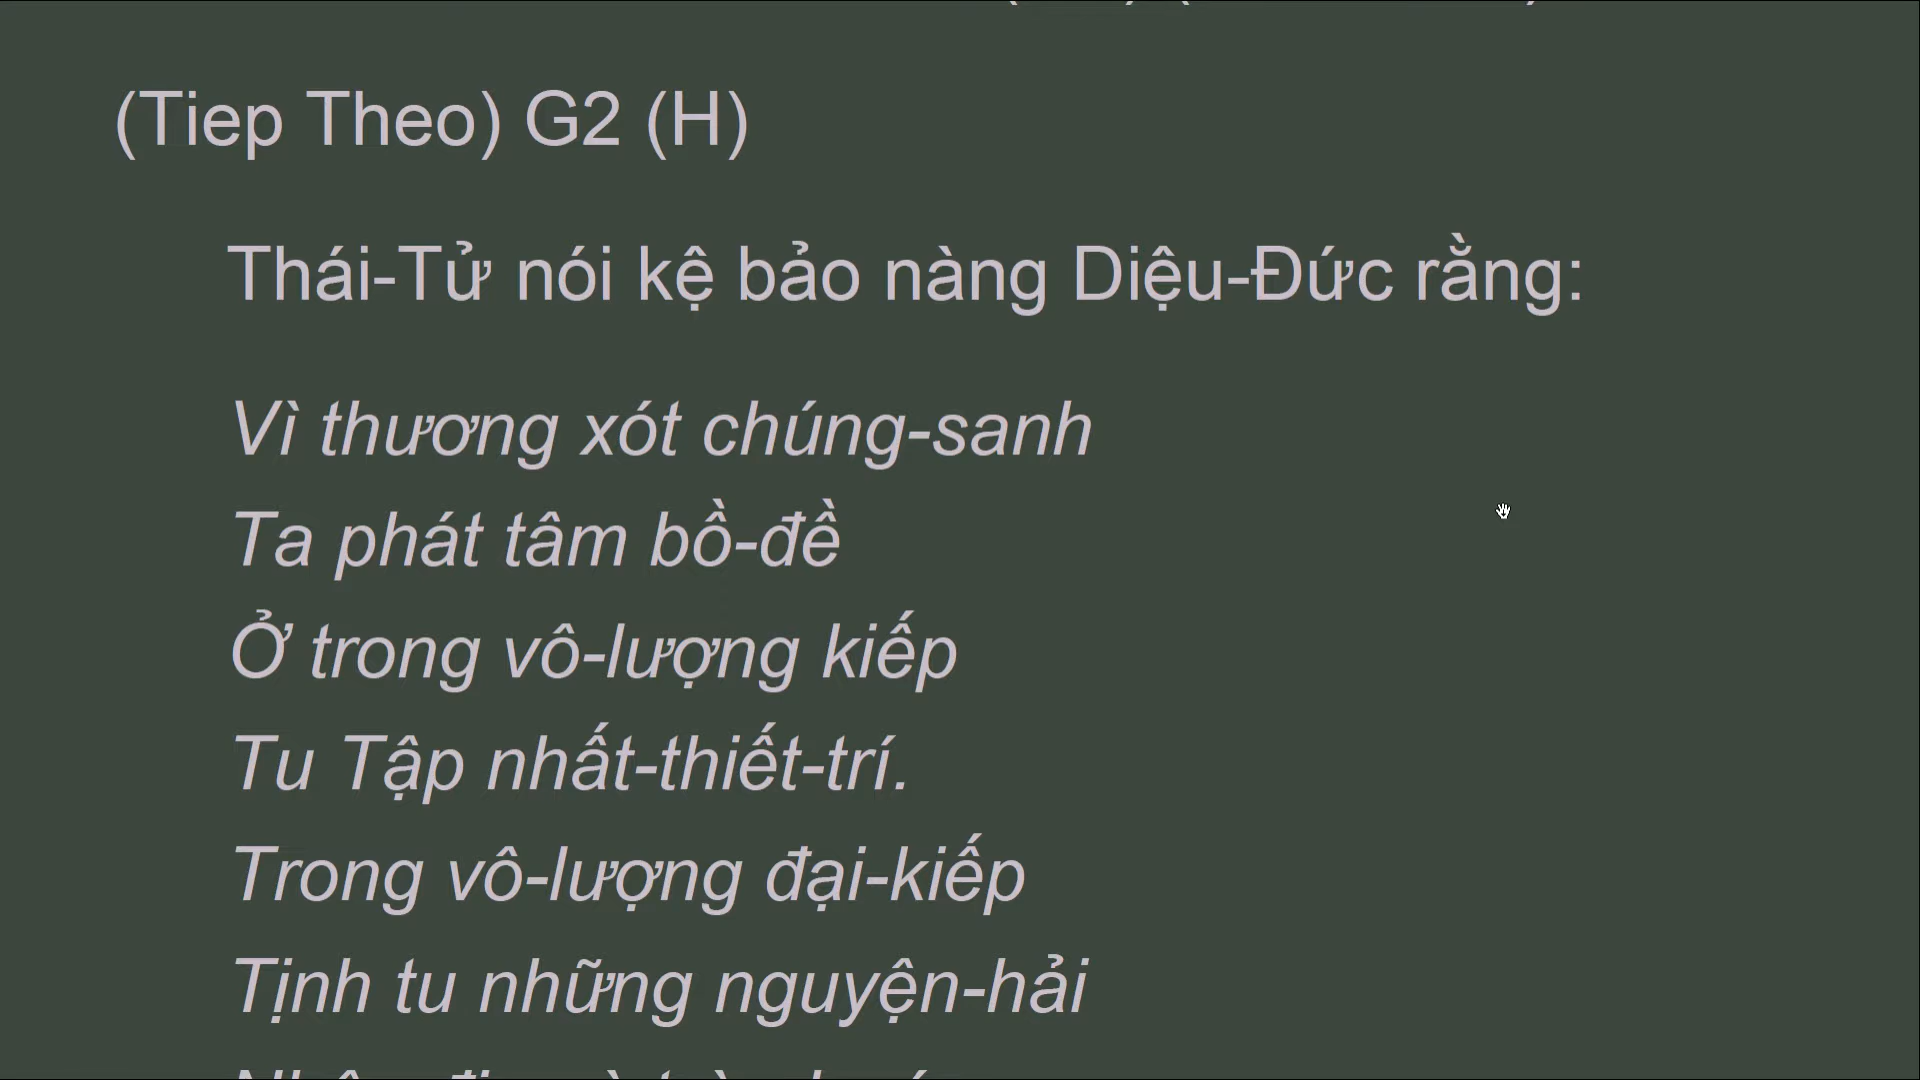 (Tiep Theo) G2 (H)
Thái-Tử nói kệ bảo nàng Diệu-Đức rằng:
Vì thương xót chúng-sanh
Ta phát tâm bồ-đề
Ở trong vô-lượng kiếp
Tu Tập nhất-thiết-trí.
Trong vô-lượng đại-kiếp
Tịnh tu những nguyện-hải